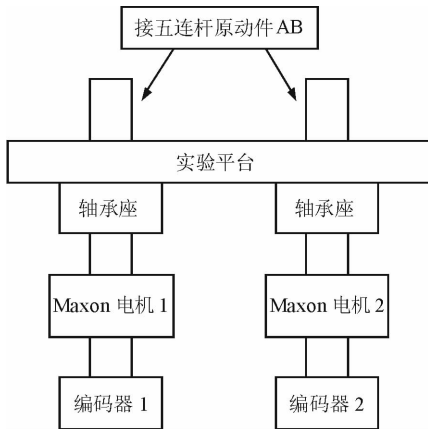 接五连杆原动件AB
实验平台
轴承座
轴承座
Maxon 电机 1
Maxon 电机 2
编码器 1
编码器 2